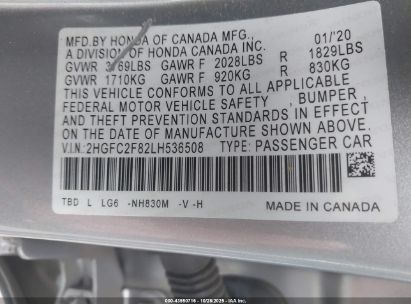 MFD.BY HONDA OF CANADA MFG., 01/'20
A DIVISION OF HONDA CANADA INC.
GVWR 3769LBS GAWR F 2028LBS R 1829LBS
GVWR 1710KG GAWR F 920KG R 830KG
THIS VEHICLE CONFORMS TO ALL APPLICABLE
FEDERAL MOTOR VEHICLE SAFETY , BUMPER ,
AND THEFT PREVENTION STANDARDS IN EFFECT
ON THE DATE OF MANUFACTURE SHOWN ABOVE.
V.I.N: 2HGFC2F82LH536508 TYPE: PASSENGER CAR
TBD L LG6 -NH830M -V -H
MADE IN CANADA